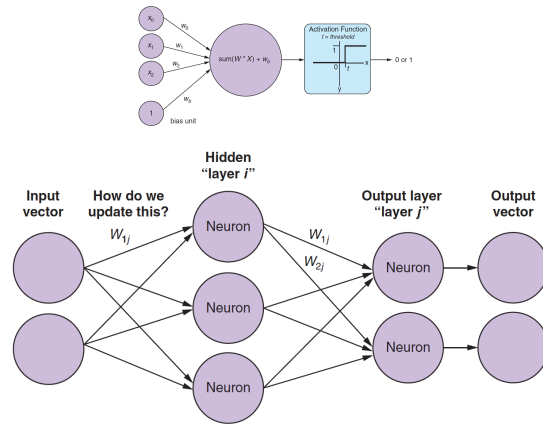 x0
x1
x2
1
w0
w1
w2
wb
bias unit
sum(W * X) + wb
Activation Function
t = threshold
1
0
t
x
y
0 or 1
Input
vector
How do we
update this?
Hidden
“layer i”
Output layer
“layer j”
Output
vector
W1j
W1j
W2j
Neuron
Neuron
Neuron
Neuron
Neuron